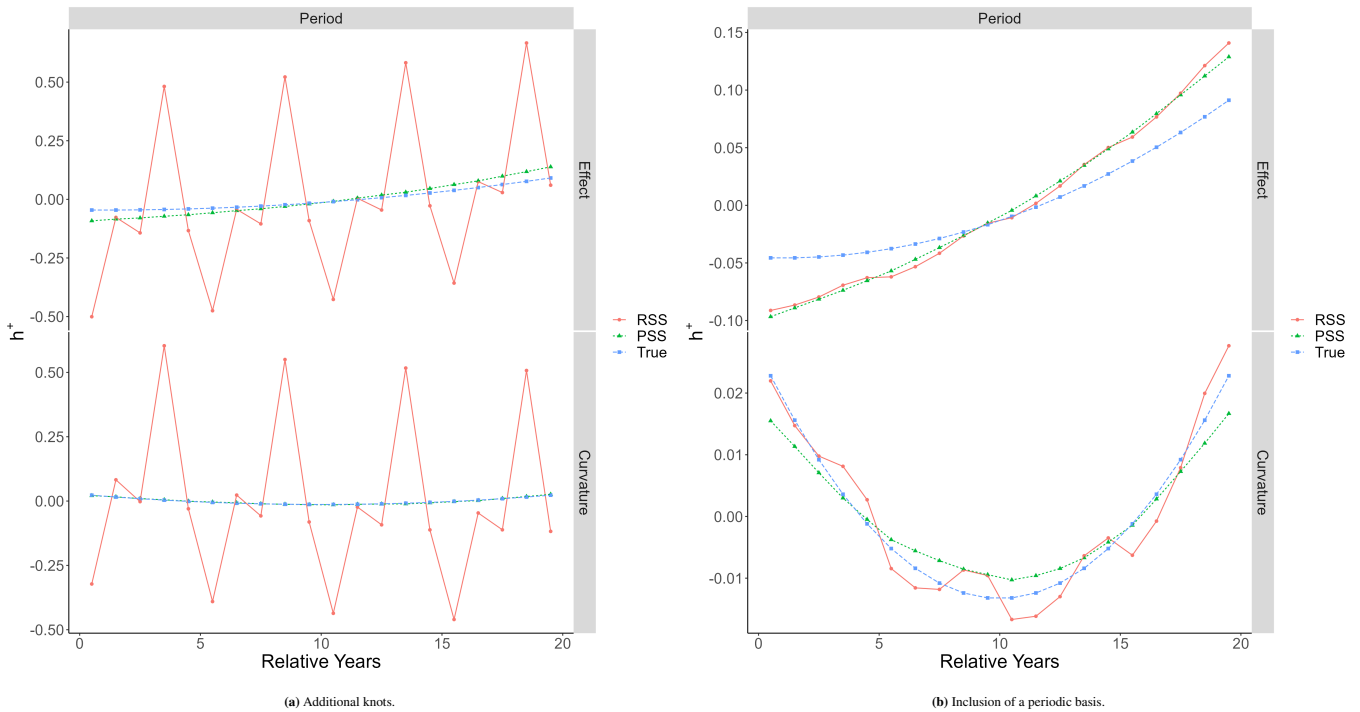 Period
Effect
0.50
0.25
0.00
-0.25
-0.50
Curvature
0.50
0.25
0.00
-0.25
-0.50
h+
0 5 10 15 20
Relative Years
RSS
PSS
True
(a) Additional knots.
Period
Effect
0.15
0.10
0.05
0.00
-0.05
-0.10
Curvature
0.02
0.01
0.00
-0.01
h+
0 5 10 15 20
Relative Years
RSS
PSS
True
(b) Inclusion of a periodic basis.